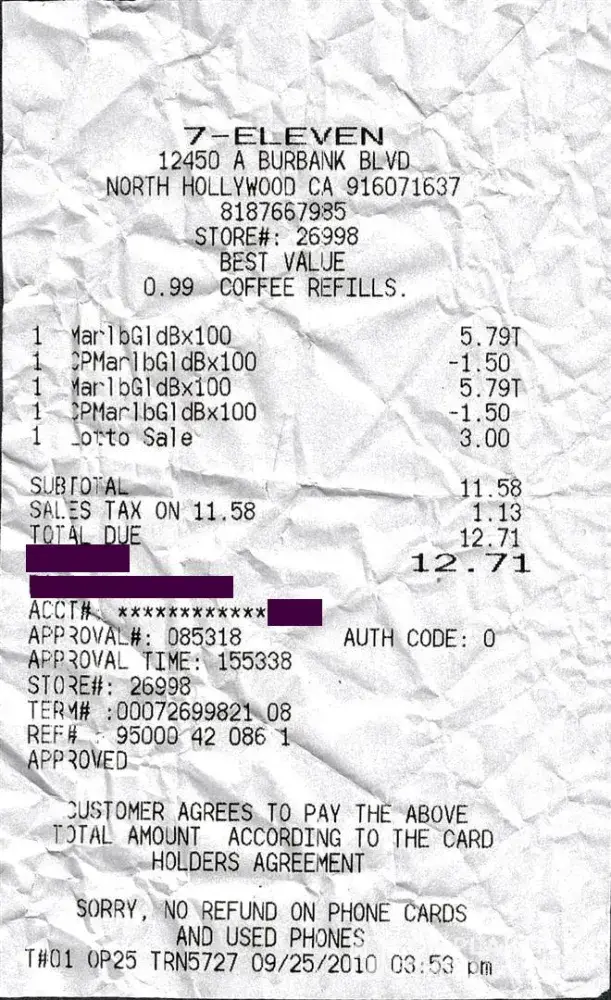 7-ELEVEN
12450 A BURBANK BLVD
NORTH HOLLYWOOD CA 916071637
8187667985
STORE#: 26998
BEST VALUE
0.99 COFFEE REFILLS.
1 MarlbGldBx100 5.79T
1 CPMarlbGldBx100 -1.50
1 MarlbGldBx100 5.79T
1 CPMarlbGldBx100 -1.50
1 Lotto Sale 3.00
SUBTOTAL 11.58
SALES TAX ON 11.58 1.13
TOTAL DUE 12.71
12.71
ACCT#: ************
APPROVAL#: 085318 AUTH CODE: 0
APPROVAL TIME: 155338
STORE#: 26998
TERM# :00072699821 08
REF# : 95000 42 086 1
APPROVED
CUSTOMER AGREES TO PAY THE ABOVE
TOTAL AMOUNT ACCORDING TO THE CARD
HOLDERS AGREEMENT
SORRY, NO REFUND ON PHONE CARDS
AND USED PHONES
T#01 OP25 TRN5727 09/25/2010 03:53 pm